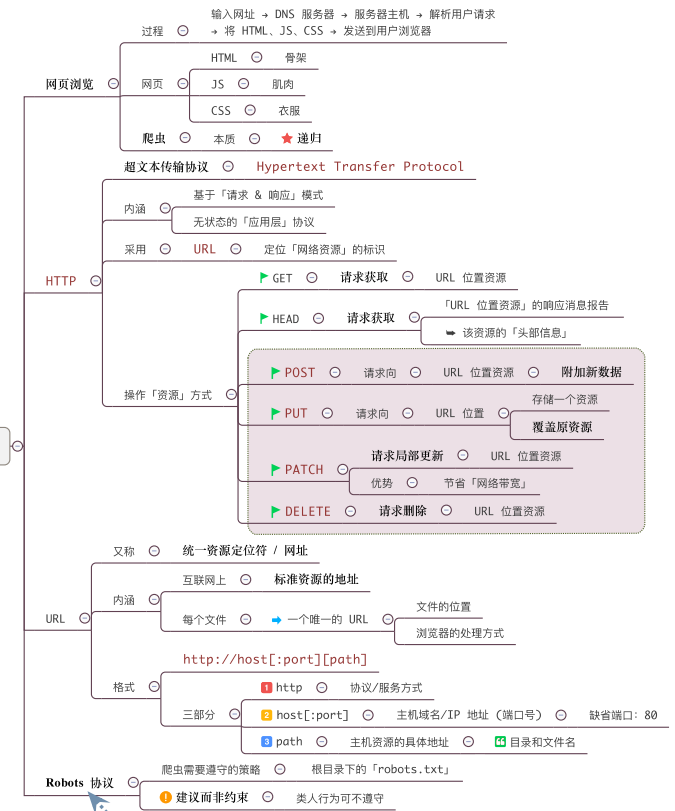 输入网址 → DNS 服务器 → 服务器主机 → 解析用户请求
过程
→ 将 HTML、JS、CSS → 发送到用户浏览器
HTML 骨架
网页浏览 网页 JS 肌肉
CSS 衣服
爬虫 本质 递归
超文本传输协议 Hypertext Transfer Protocol
基于「请求 & 响应」模式
内涵
无状态的「应用层」协议
采用 URL 定位「网络资源」的标识
HTTP
GET 请求获取 URL 位置资源
「URL 位置资源」的响应消息报告
HEAD 请求获取
➥ 该资源的「头部信息」
POST 请求向 URL 位置资源 附加新数据
操作「资源」方式
存储一个资源
PUT 请求向 URL 位置
覆盖原资源
请求局部更新 URL 位置资源
PATCH
优势 节省「网络带宽」
DELETE 请求删除 URL 位置资源
又称 统一资源定位符 / 网址
互联网上 标准资源的地址
内涵
文件的位置
每个文件 一个唯一的 URL
浏览器的处理方式
URL
http://host[:port][path]
格式
1 http 协议/服务方式
三部分 2 host[:port] 主机域名/IP 地址 (端口号) 缺省端口: 80
3 path 主机资源的具体地址 目录和文件名
爬虫需要遵守的策略 根目录下的「robots.txt」
Robots 协议
建议而非约束 类人行为可不遵守